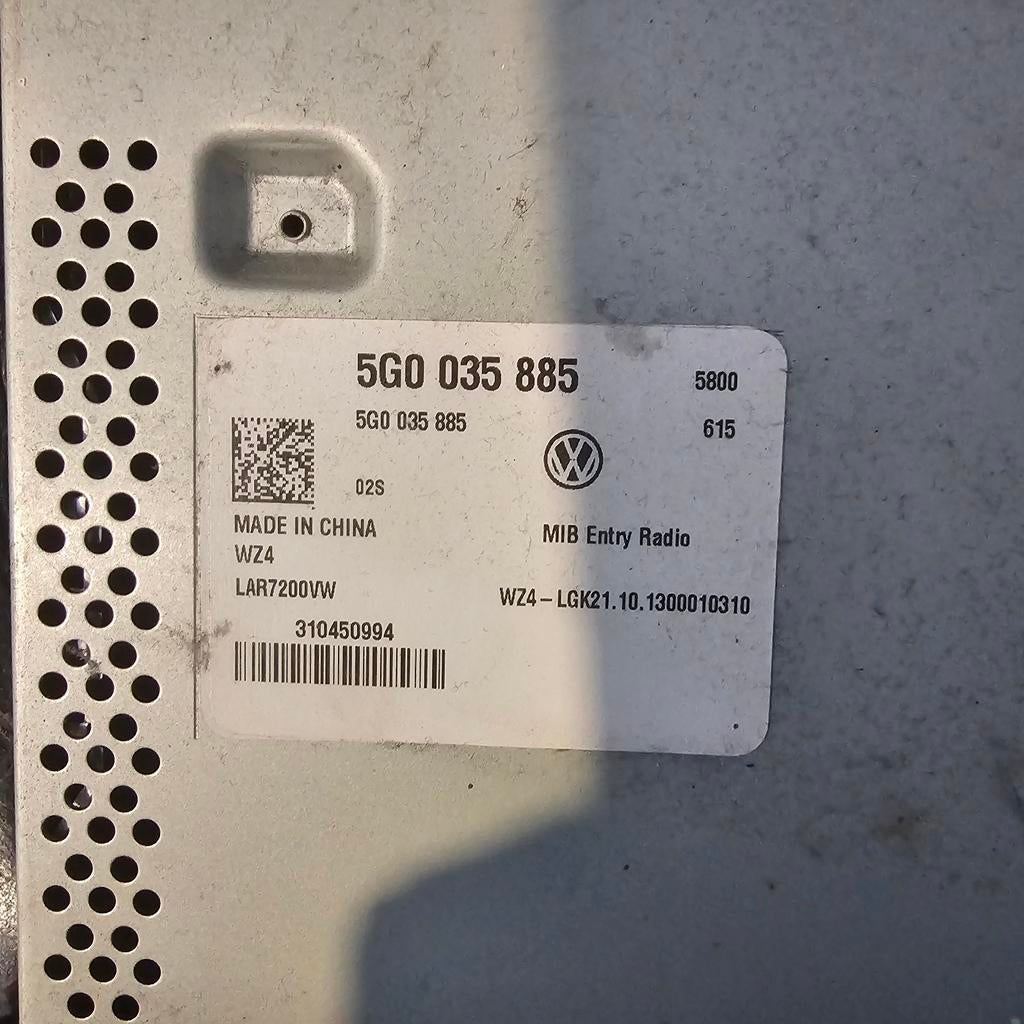 5G0 035 885
5800
5G0 035 885
615
02S
MADE IN CHINA
MIB Entry Radio
WZ4
LAR7200VW
WZ4-LGK21.10.1300010310
310450994